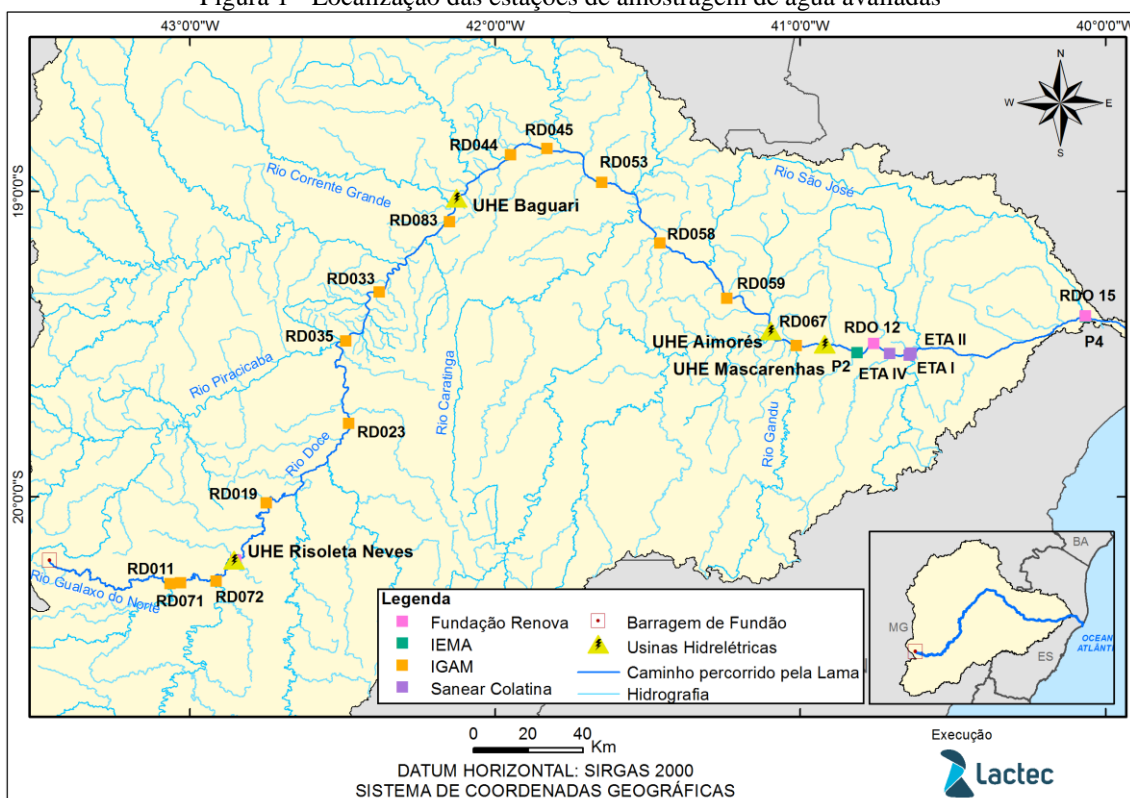 Figura 1 - Localização das estações de amostragem de água avaliadas
43°0'0"W
42°0'0"W
41°0'0"W
40°0'0"W
N
W
E
S
RD045
RD044
RD053
Rio Corrente Grande
Rio São José
19°0'0"S
UHE Baguari
RD083
RD058
RD033
RD059
RDO 15
RD067
RDO 12
RD035
UHE Aimorés
ETA II
P4
UHE Mascarenhas
P2
ETA IV
ETA I
Rio Piracicaba
Rio Caratinga
Rio Gandu
RD023
Rio Doce
20°0'0"S
RD019
UHE Risoleta Neves
RD011
Rio Gualaxo do Norte
RD071
RD072
Legenda
Fundação Renova
IEMA
IGAM
Sanear Colatina
Barragem de Fundão
Usinas Hidrelétricas
Caminho percorrido pela Lama
Hidrografia
BA
MG
ES
OCEAN
ATLÂNTI
0 10 20 40
Km
DATUM HORIZONTAL: SIRGAS 2000
SISTEMA DE COORDENADAS GEOGRÁFICAS
Execução
Lactec